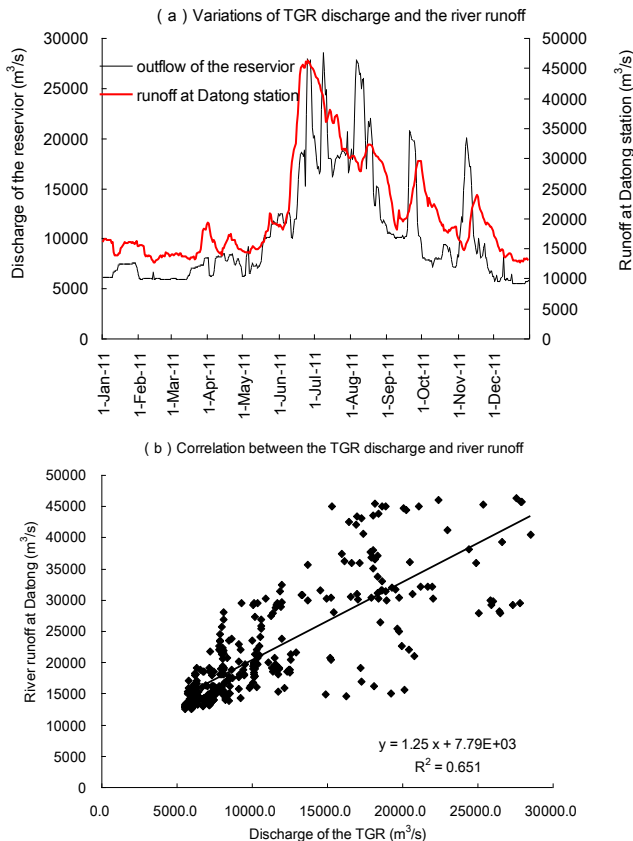 ( a ) Variations of TGR discharge and the river runoff
30000
25000
20000
15000
10000
5000
0
Discharge of the reservior (m³/s)
outflow of the reservior
runoff at Datong station
50000
45000
40000
35000
30000
25000
20000
15000
10000
5000
0
Runoff at Datong station (m³/s)
1-Jan-11
1-Feb-11
1-Mar-11
1-Apr-11
1-May-11
1-Jun-11
1-Jul-11
1-Aug-11
1-Sep-11
1-Oct-11
1-Nov-11
1-Dec-11
( b ) Correlation between the TGR discharge and river runoff
50000
45000
40000
35000
30000
25000
20000
15000
10000
5000
0
River runoff at Datong (m³/s)
y = 1.25 x + 7.79E+03
R² = 0.651
0.0 5000.0 10000.0 15000.0 20000.0 25000.0 30000.0
Discharge of the TGR (m³/s)